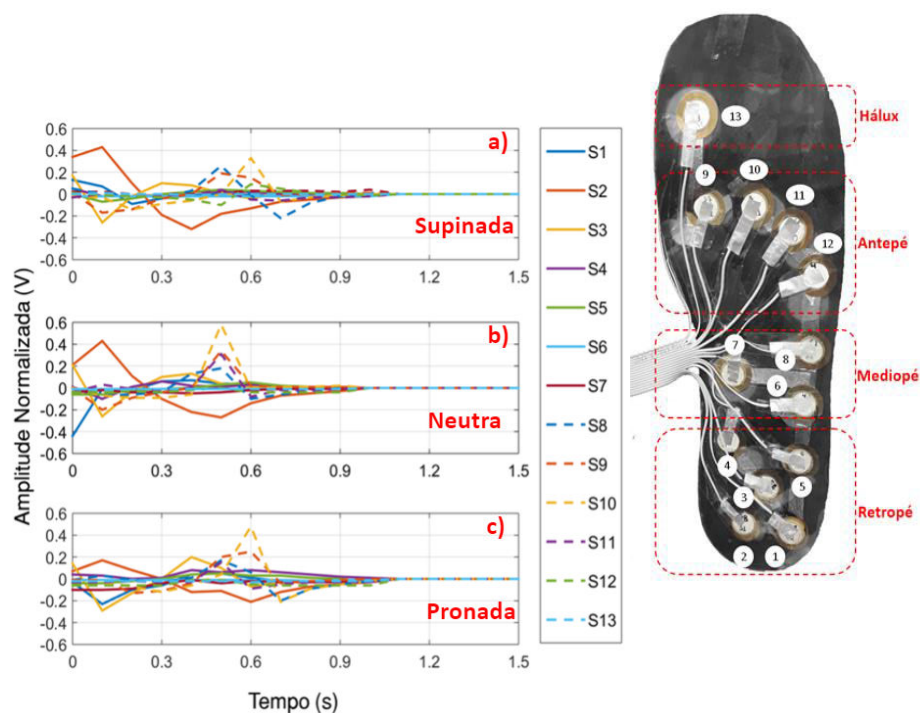 Amplitude Normalizada (V)
0.6
0.4
0.2
0
-0.2
-0.4
-0.6
0
0.3
0.6
0.9
1.2
1.5
a)
Supinada
0.6
0.4
0.2
0
-0.2
-0.4
-0.6
0
0.3
0.6
0.9
1.2
1.5
b)
Neutra
0.6
0.4
0.2
0
-0.2
-0.4
-0.6
0
0.3
0.6
0.9
1.2
1.5
c)
Pronada
Tempo (s)
S1
S2
S3
S4
S5
S6
S7
S8
S9
S10
S11
S12
S13
13
Hálux
9
10
11
12
Antepé
7
8
6
Mediopé
4
5
3
2
1
Retropé